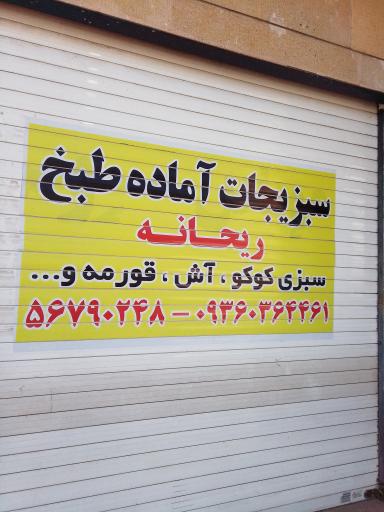 سبزیجات آماده طبخ
ریحانه
سبزی کوکو ، آش ، قورمه و...
۵۶۷۹۰۲۴۸ - ۰۹۳۶۰۳۶۴۴۶۱